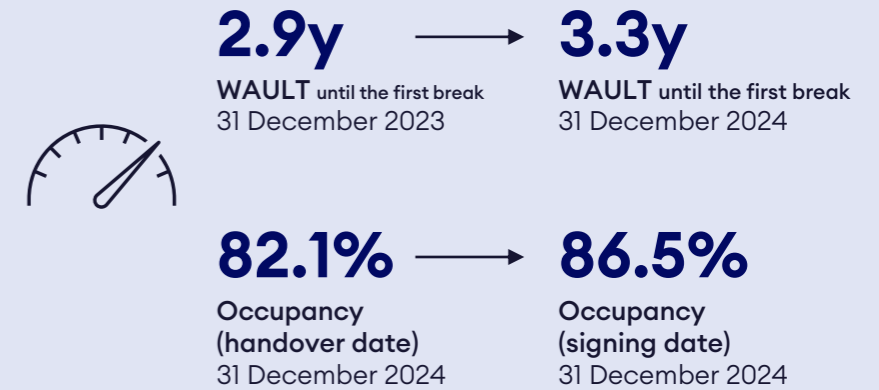 2.9y
WAULT until the first break
31 December 2023
3.3y
WAULT until the first break
31 December 2024
82.1%
Occupancy
(handover date)
31 December 2024
86.5%
Occupancy
(signing date)
31 December 2024